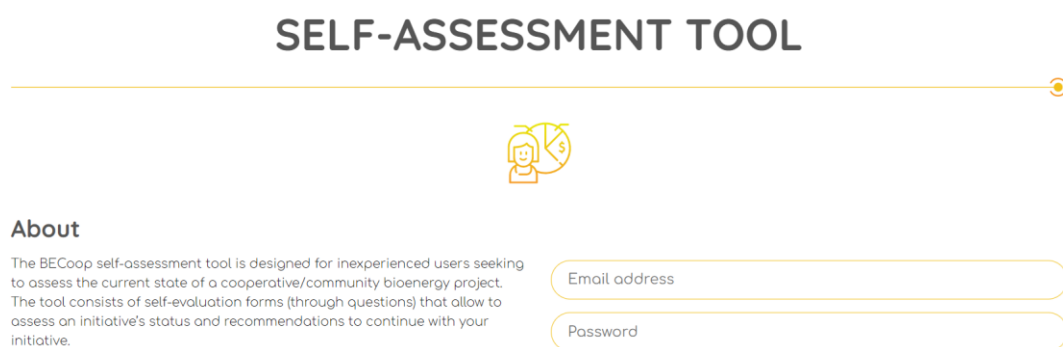 SELF-ASSESSMENT TOOL
$
About
The BECoop self-assessment tool is designed for inexperienced users seeking
to assess the current state of a cooperative/community bioenergy project.
The tool consists of self-evaluation forms (through questions) that allow to
assess an initiative's status and recommendations to continue with your
initiative.
Email address
Password